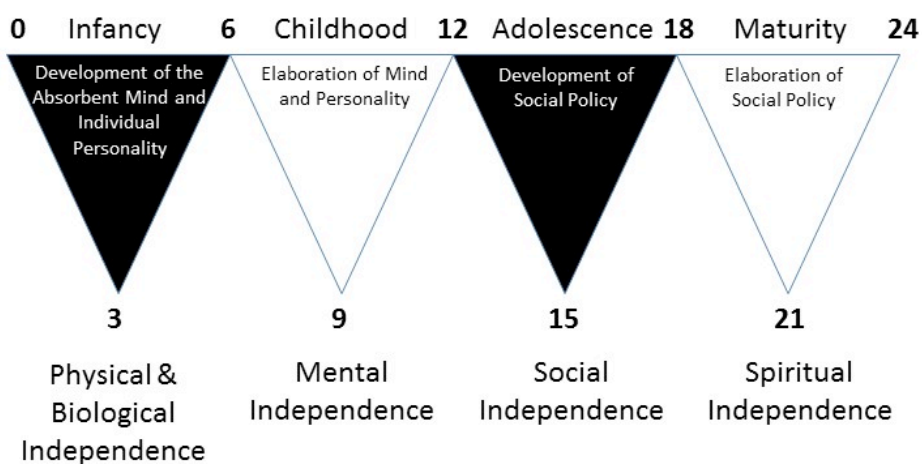 0 Infancy 6 Childhood 12 Adolescence 18 Maturity 24
Development of the
Absorbent Mind and
Individual
Personality
Elaboration of Mind
and Personality
Development of
Social Policy
Elaboration of
Social Policy
3 9 15 21
Physical &
Biological
Independence
Mental
Independence
Social
Independence
Spiritual
Independence